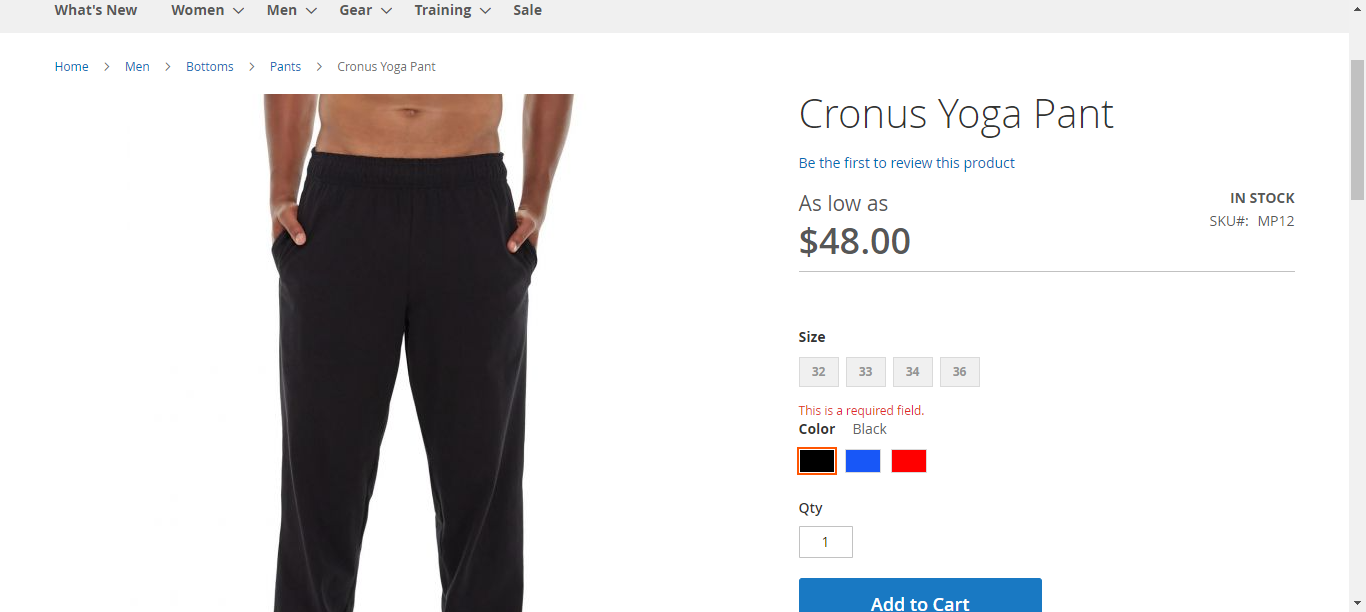 What's New Women Men Gear Training Sale
Home > Men > Bottoms > Pants > Cronus Yoga Pant
Cronus Yoga Pant
Be the first to review this product
As low as
$48.00
IN STOCK
SKU#: MP12
Size
32 33 34 36
This is a required field.
Color Black
Qty
1
Add to Cart